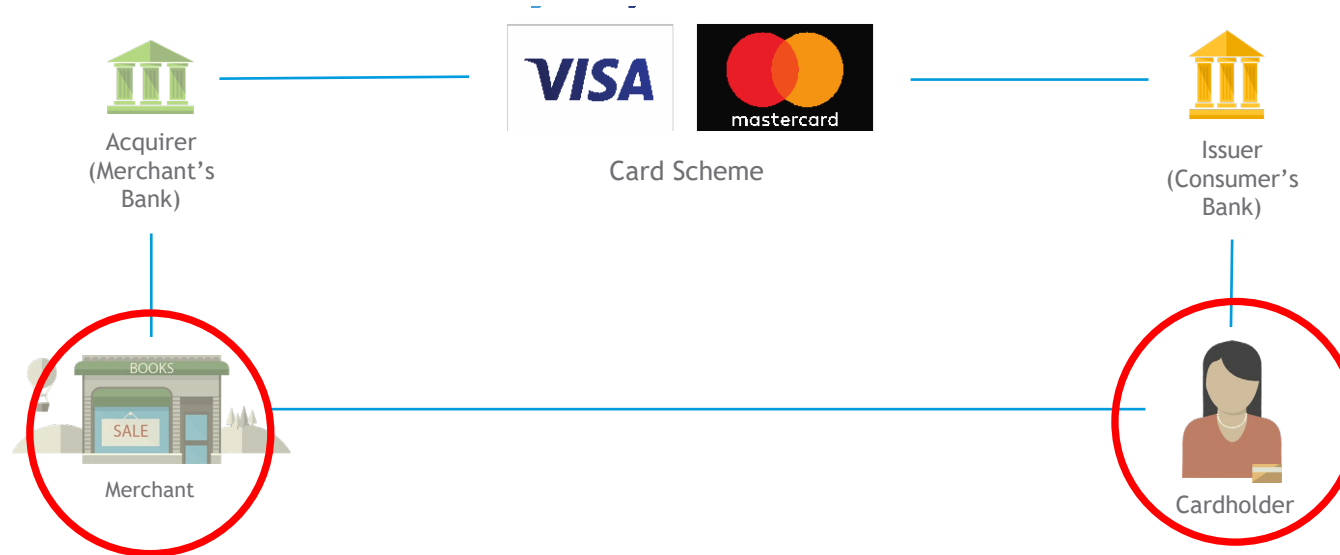 VISA
mastercard
Acquirer
(Merchant's
Bank)
Card Scheme
Issuer
(Consumer's
Bank)
BOOKS
SALE
Merchant
Cardholder